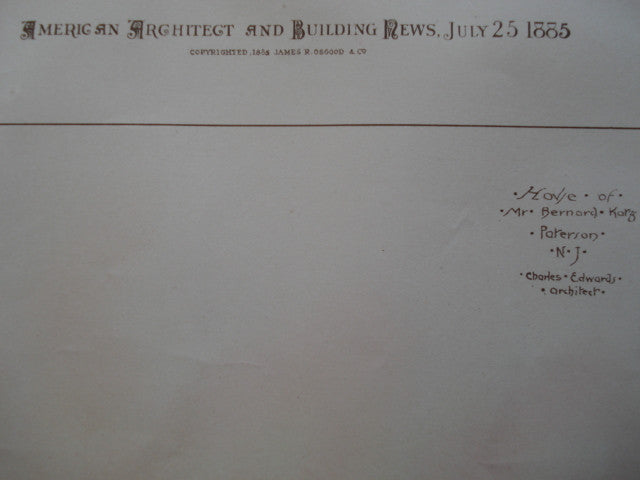 AMERICAN ARCHITECT AND BUILDING NEWS, JULY 25 1885
COPYRIGHTED, 1885 JAMES R. OSGOOD & CO
· House · of ·
· Mr · Bernard · Katz
· Paterson ·
· N · J ·
· Charles · Edwards ·
· architect ·